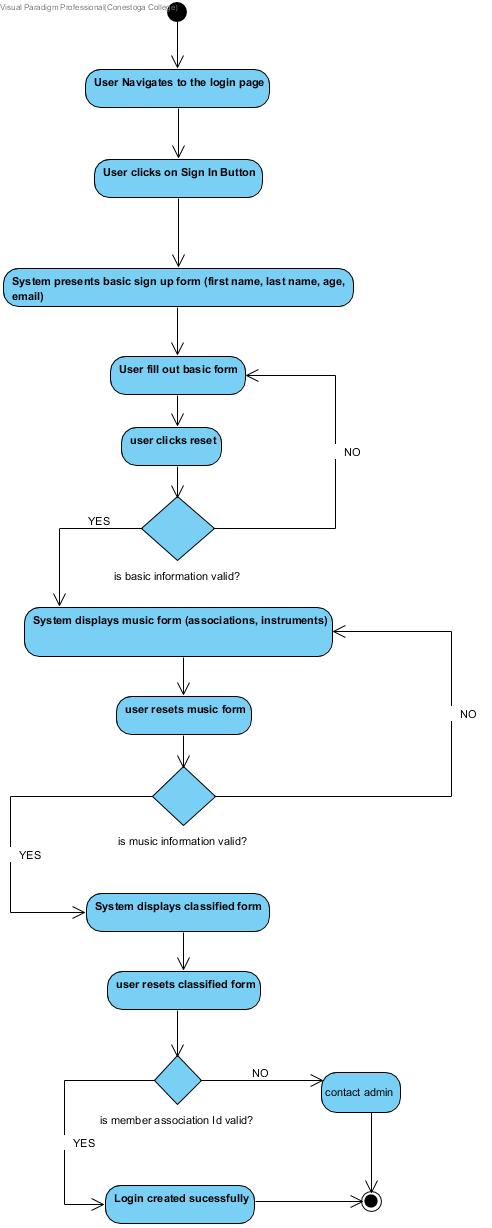 Visual Paradigm Professional(Conestoga College)
User Navigates to the login page
User clicks on Sign In Button
System presents basic sign up form (first name, last name, age,
email)
User fill out basic form
user clicks reset
NO
YES
is basic information valid?
System displays music form (associations, instruments)
user resets music form
NO
is music information valid?
YES
System displays classified form
user resets classified form
NO
contact admin
is member association Id valid?
YES
Login created sucessfully